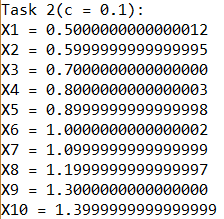 Task 2(c = 0.1):
X1 = 0.5000000000000012
X2 = 0.5999999999999995
X3 = 0.7000000000000000
X4 = 0.8000000000000003
X5 = 0.8999999999999998
X6 = 1.0000000000000002
X7 = 1.0999999999999999
X8 = 1.1999999999999997
X9 = 1.3000000000000000
X10 = 1.3999999999999999